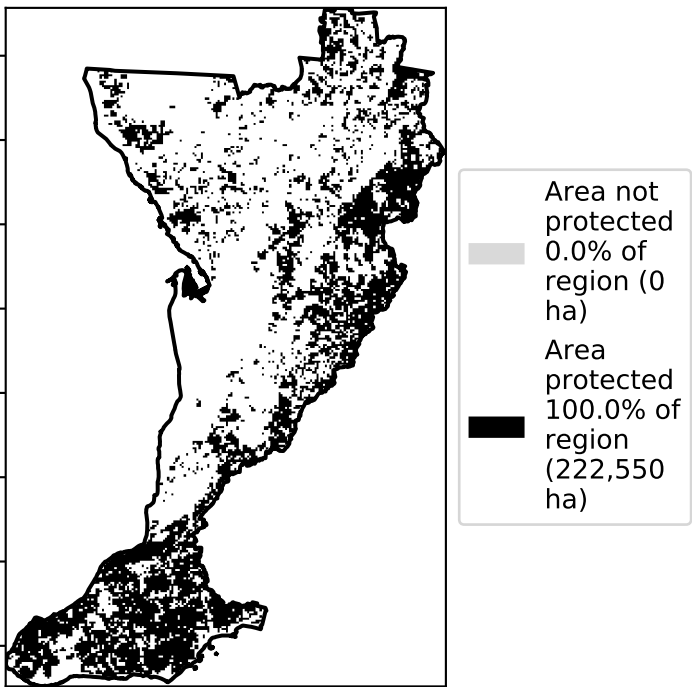 Area not
protected
0.0% of
region (0
ha)
Area
protected
100.0% of
region
(222,550
ha)